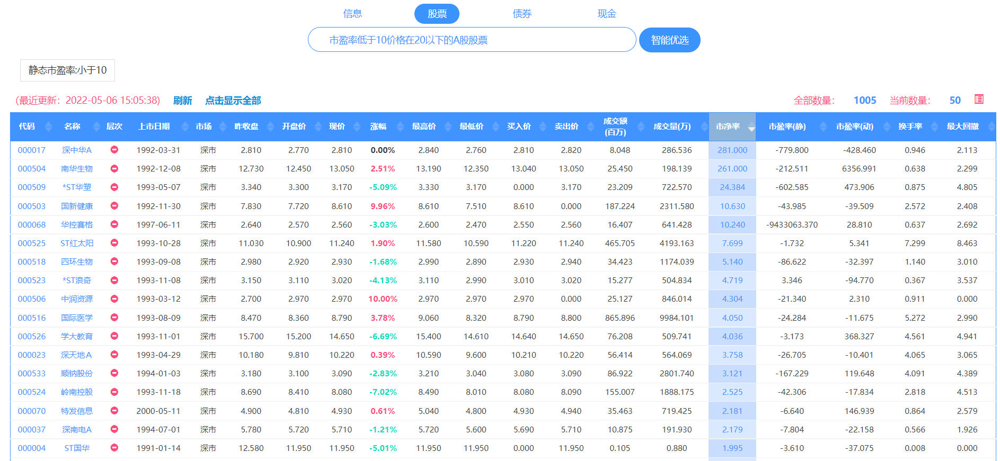 信息 股票 债券 现金
市盈率低于10价格在20以下的A股股票 智能优选
静态市盈率:小于10
(最近更新：2022-05-06 15:05:38) 刷新 点击显示全部 全部数量： 1005 当前数量： 50
代码 名称 层次 上市日期 市场 昨收盘 开盘价 现价 涨幅 最高价 最低价 买入价 卖出价 成交额(百万) 成交量(万) 市净率 市盈率(静) 市盈率(动) 换手率 最大回撤
000017 深中华A 1992-03-31 深市 2.810 2.770 2.810 0.00% 2.840 2.760 2.810 2.820 8.048 286.536 281.000 -779.800 -428.460 0.946 2.113
000504 南华生物 1992-12-08 深市 12.730 12.450 13.050 2.51% 13.190 12.350 13.040 13.050 25.450 198.139 261.000 -212.511 6356.991 0.638 2.299
000509 *ST华塑 1993-05-07 深市 3.340 3.300 3.170 -5.09% 3.330 3.170 0.000 3.170 23.209 722.570 24.384 -602.585 473.906 0.875 4.805
000503 国新健康 1992-11-30 深市 7.830 7.720 8.610 9.96% 8.610 7.510 8.610 0.000 187.224 2311.580 10.630 -43.985 -39.509 2.572 2.408
000068 华控赛格 1997-06-11 深市 2.640 2.570 2.560 -3.03% 2.600 2.470 2.550 2.560 16.407 641.428 10.240 -9433063.370 28.810 0.637 2.692
000525 ST红太阳 1993-10-28 深市 11.030 10.900 11.240 1.90% 11.580 10.590 11.220 11.240 465.705 4193.163 7.699 -1.732 5.341 7.299 8.463
000518 四环生物 1993-09-08 深市 2.980 2.920 2.930 -1.68% 2.990 2.890 2.930 2.940 34.423 1174.039 5.140 -86.622 -32.397 1.140 3.010
000523 *ST浪奇 1993-11-08 深市 3.150 3.110 3.020 -4.13% 3.110 2.990 3.010 3.020 15.277 504.834 4.719 3.346 -94.770 0.367 3.537
000506 中润资源 1993-03-12 深市 2.700 2.970 2.970 10.00% 2.970 2.970 2.970 0.000 25.127 846.014 4.304 -21.340 2.310 0.911 0.000
000516 国际医学 1993-08-09 深市 8.470 8.360 8.790 3.78% 9.060 8.320 8.790 8.800 865.896 9984.101 4.050 -24.284 -11.675 5.272 2.990
000526 学大教育 1993-11-01 深市 15.700 15.200 14.650 -6.69% 15.400 14.610 14.640 14.650 76.208 509.741 4.036 -3.173 368.327 4.561 4.941
000023 深天地A 1993-04-29 深市 10.180 9.810 10.220 0.39% 10.590 9.600 10.210 10.220 56.414 564.069 3.758 -26.705 -10.401 4.065 3.065
000533 顺钠股份 1994-01-03 深市 3.180 3.100 3.090 -2.83% 3.210 3.040 3.080 3.090 86.922 2801.740 3.121 -167.229 119.648 4.091 4.389
000524 岭南控股 1993-11-18 深市 8.690 8.410 8.080 -7.02% 8.490 8.010 8.080 8.090 155.007 1888.175 2.525 -42.306 -17.834 2.818 4.513
000070 特发信息 2000-05-11 深市 4.900 4.810 4.930 0.61% 5.040 4.800 4.930 4.940 35.463 719.425 2.181 -6.640 146.939 0.864 2.579
000037 深南电A 1994-07-01 深市 5.780 5.720 5.710 -1.21% 5.720 5.600 5.690 5.710 10.875 191.930 2.179 -7.804 -22.158 0.566 1.926
000004 ST国华 1991-01-14 深市 12.580 11.950 11.950 -5.01% 11.950 11.950 0.000 11.950 0.105 0.880 1.995 -3.610 -37.075 0.008 0.000